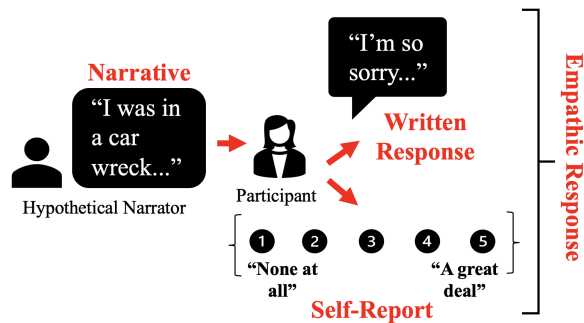 Narrative
“I was in
a car
wreck...”
Hypothetical Narrator
Participant
“I’m so
sorry...”
Written
Response
1 2 3 4 5
“None at
all”
“A great
deal”
Self-Report
Empathic Response